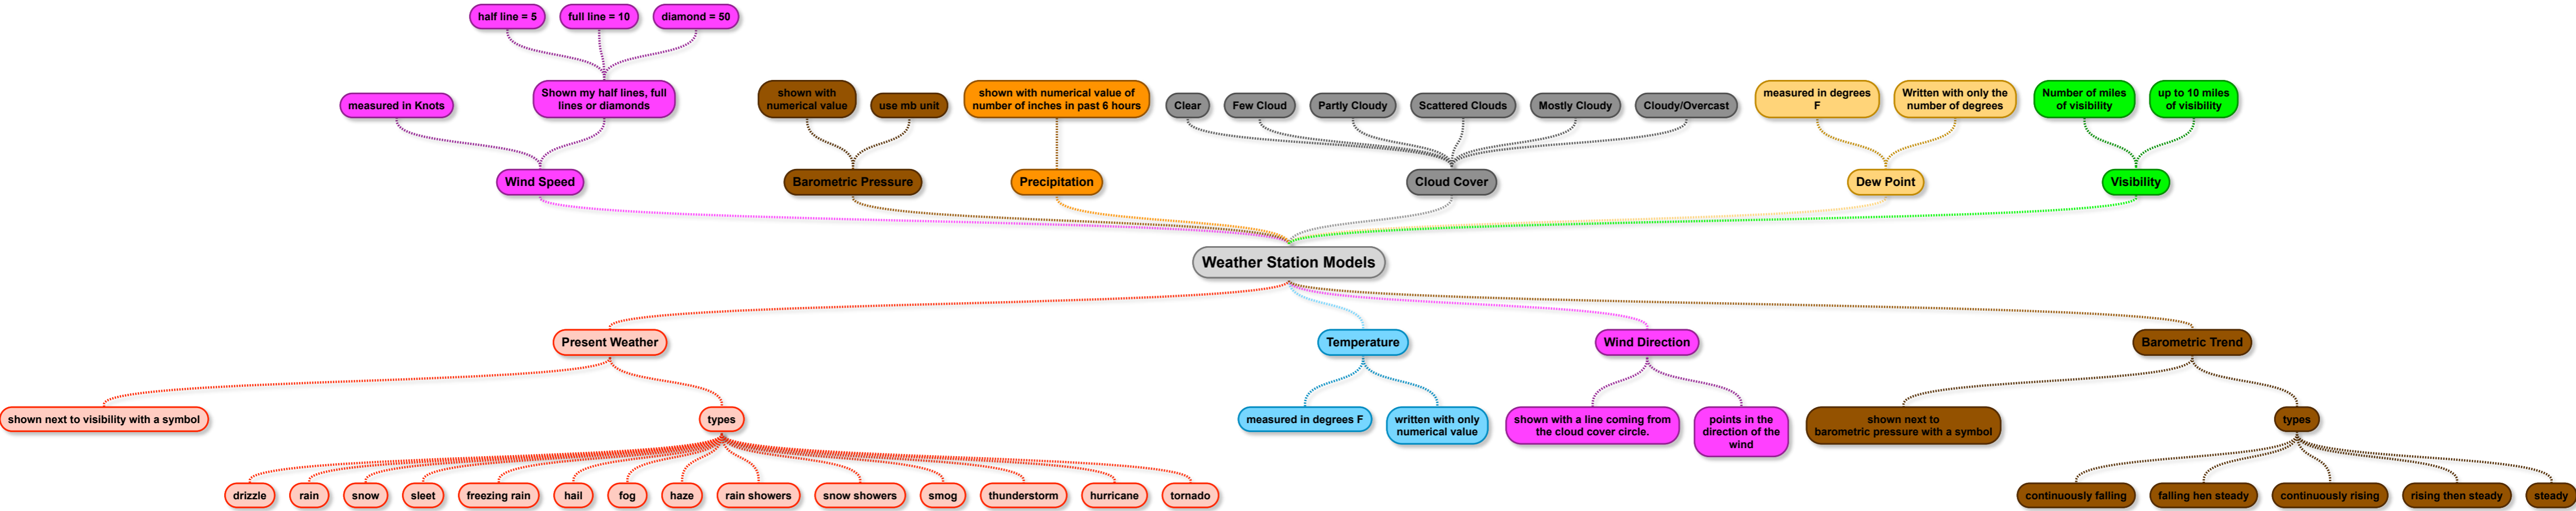 half line = 5
full line = 10
diamond = 50
measured in Knots
Shown my half lines, full
lines or diamonds
shown with
numerical value
use mb unit
shown with numerical value of
number of inches in past 6 hours
Clear
Few Cloud
Partly Cloudy
Scattered Clouds
Mostly Cloudy
Cloudy/Overcast
measured in degrees
F
Written with only the
number of degrees
Number of miles
of visibility
up to 10 miles
of visibility
Wind Speed
Barometric Pressure
Precipitation
Cloud Cover
Dew Point
Visibility
Weather Station Models
Present Weather
Temperature
Wind Direction
Barometric Trend
shown next to visibility with a symbol
types
measured in degrees F
written with only
numerical value
shown with a line coming from
the cloud cover circle.
points in the
direction of the
wind
shown next to
barometric pressure with a symbol
types
drizzle
rain
snow
sleet
freezing rain
hail
fog
haze
rain showers
snow showers
smog
thunderstorm
hurricane
tornado
continuously falling
falling hen steady
continuously rising
rising then steady
steady